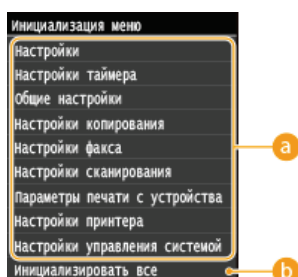 Инициализация меню
Настройки
Настройки таймера
Общие настройки
Настройки копирования
a
Настройки факса
Настройки сканирования
Параметры печати с устройства
Настройки принтера
Настройки управления системой
Инициализировать все
b